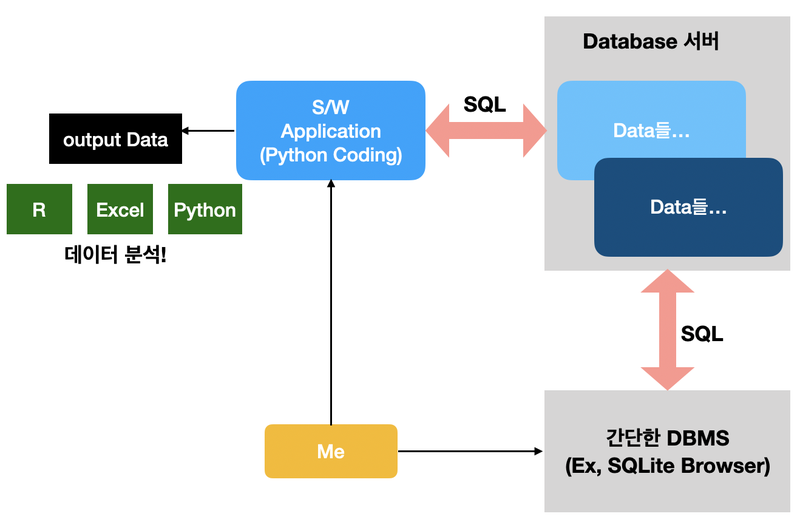 Database 서버
S/W
Application
(Python Coding)
SQL
Data들...
Data들...
output Data
R
Excel
Python
데이터 분석!
SQL
Me
간단한 DBMS
(Ex, SQLite Browser)